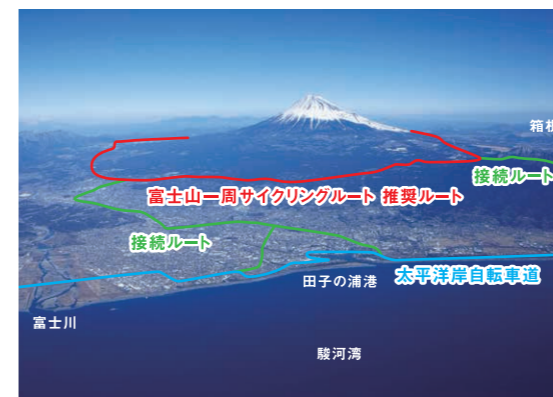 箱根
接続ルート
富士山一周サイクリングルート 推奨ルート
接続ルート
田子の浦港
太平洋岸自転車道
富士川
駿河湾